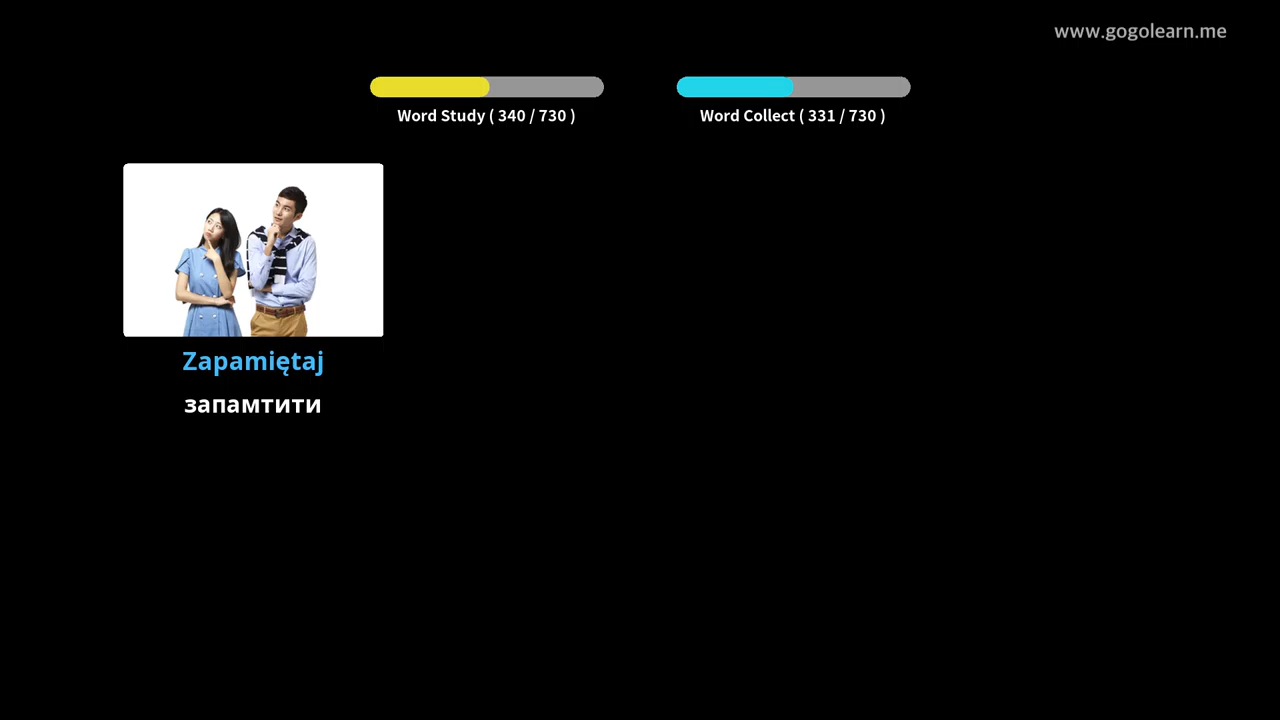 www.gogolearn.me
Word Study ( 340 / 730 )
Word Collect ( 331 / 730 )
Zapamiętaj
запамтити